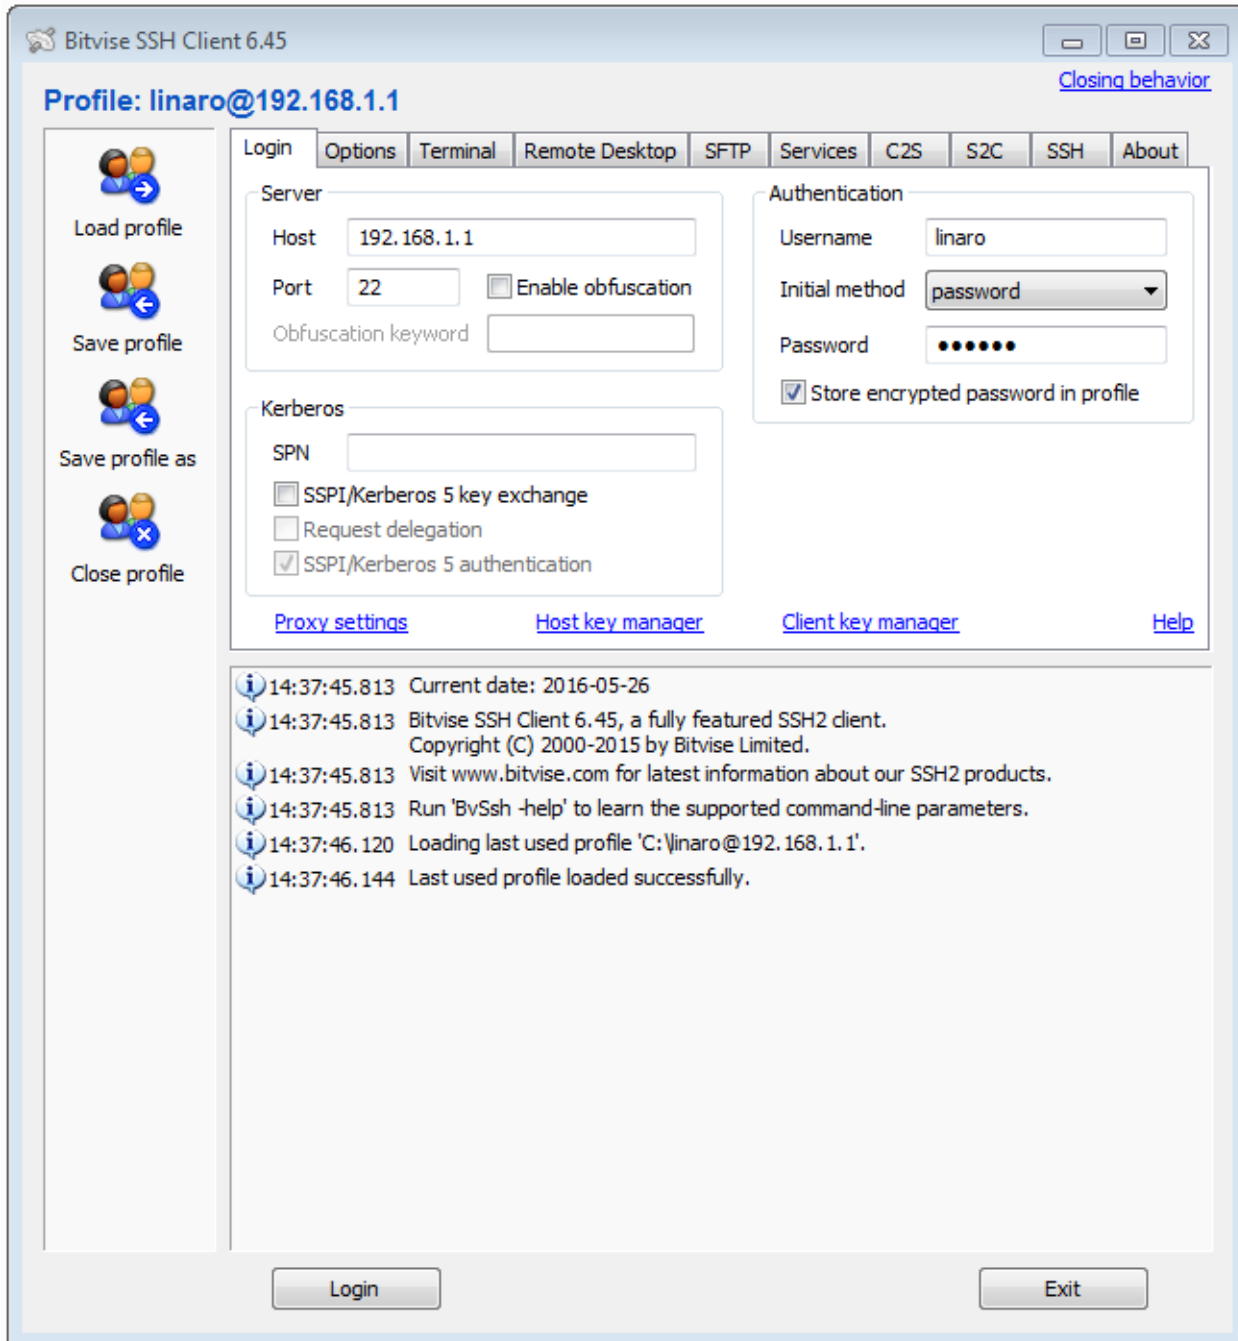 Bitvise SSH Client 6.45
Closing behavior
Profile: linaro@192.168.1.1
Load profile
Save profile
Save profile as
Close profile
Login Options Terminal Remote Desktop SFTP Services C2S S2C SSH About
Server
Host 192.168.1.1
Port 22 Enable obfuscation
Obfuscation keyword
Authentication
Username linaro
Initial method password
Password ••••••
Store encrypted password in profile
Kerberos
SPN
SSPI/Kerberos 5 key exchange
Request delegation
SSPI/Kerberos 5 authentication
Proxy settings Host key manager Client key manager Help
14:37:45.813 Current date: 2016-05-26
14:37:45.813 Bitvise SSH Client 6.45, a fully featured SSH2 client.
Copyright (C) 2000-2015 by Bitvise Limited.
14:37:45.813 Visit www.bitvise.com for latest information about our SSH2 products.
14:37:45.813 Run 'BvSsh -help' to learn the supported command-line parameters.
14:37:46.120 Loading last used profile 'C:\linaro@192.168.1.1'.
14:37:46.144 Last used profile loaded successfully.
Login Exit